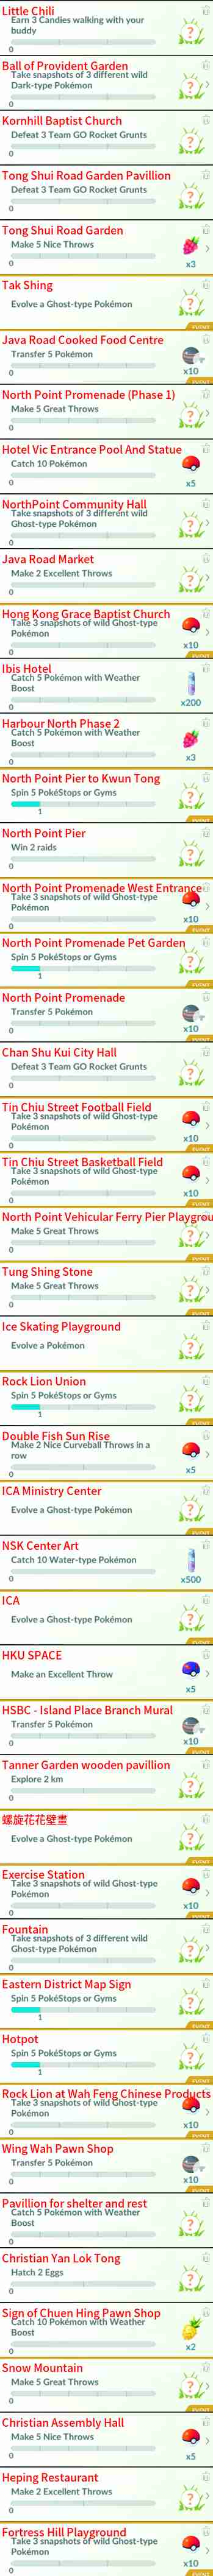 Little Chili
Earn 3 Candies walking with your
buddy
0
Ball of Provident Garden
Take snapshots of 3 different wild
Dark-type Pokémon
0
Kornhill Baptist Church
Defeat 3 Team GO Rocket Grunts
0
Tong Shui Road Garden Pavillion
Defeat 3 Team GO Rocket Grunts
0
Tong Shui Road Garden
Make 5 Nice Throws
0
x3
Tak Shing
Evolve a Ghost-type Pokémon
EVENT
Java Road Cooked Food Centre
Transfer 5 Pokémon
0
x10
EVENT
North Point Promenade (Phase 1)
Make 5 Great Throws
0
Hotel Vic Entrance Pool And Statue
Catch 10 Pokémon
0
x5
NorthPoint Community Hall
Take snapshots of 3 different wild
Ghost-type Pokémon
0
Java Road Market
Make 2 Excellent Throws
0
EVENT
Hong Kong Grace Baptist Church
Take 3 snapshots of wild Ghost-type
Pokémon
0
x10
EVENT
Ibis Hotel
Catch 5 Pokémon with Weather
Boost
0
x200
Harbour North Phase 2
Catch 5 Pokémon with Weather
Boost
0
x3
North Point Pier to Kwun Tong
Spin 5 PokéStops or Gyms
1
EVENT
North Point Pier
Win 2 raids
0
North Point Promenade West Entrance
Take 3 snapshots of wild Ghost-type
Pokémon
0
x10
EVENT
North Point Promenade Pet Garden
Spin 5 PokéStops or Gyms
1
EVENT
North Point Promenade
Transfer 5 Pokémon
0
x10
EVENT
Chan Shu Kui City Hall
Defeat 3 Team GO Rocket Grunts
0
Tin Chiu Street Football Field
Take 3 snapshots of wild Ghost-type
Pokémon
0
x10
EVENT
Tin Chiu Street Basketball Field
Take 3 snapshots of wild Ghost-type
Pokémon
0
x10
EVENT
North Point Vehicular Ferry Pier Playgrou
Make 5 Great Throws
0
EVENT
Tung Shing Stone
Make 5 Great Throws
0
EVENT
Ice Skating Playground
Evolve a Pokémon
Rock Lion Union
Spin 5 PokéStops or Gyms
1
EVENT
Double Fish Sun Rise
Make 2 Nice Curveball Throws in a
row
0
x5
ICA Ministry Center
Evolve a Ghost-type Pokémon
EVENT
NSK Center Art
Catch 10 Water-type Pokémon
0
x500
ICA
Evolve a Ghost-type Pokémon
EVENT
HKU SPACE
Make an Excellent Throw
x5
HSBC - Island Place Branch Mural
Transfer 5 Pokémon
0
x10
EVENT
Tanner Garden wooden pavillion
Explore 2 km
0
螺旋花花壁畫
Evolve a Ghost-type Pokémon
EVENT
Exercise Station
Take 3 snapshots of wild Ghost-type
Pokémon
0
x10
EVENT
Fountain
Take snapshots of 3 different wild
Ghost-type Pokémon
0
Eastern District Map Sign
Spin 5 PokéStops or Gyms
1
EVENT
Hotpot
Spin 5 PokéStops or Gyms
1
EVENT
Rock Lion at Wah Feng Chinese Products
Take 3 snapshots of wild Ghost-type
Pokémon
0
x10
EVENT
Wing Wah Pawn Shop
Transfer 5 Pokémon
0
x10
EVENT
Pavillion for shelter and rest
Catch 5 Pokémon with Weather
Boost
0
Christian Yan Lok Tong
Hatch 2 Eggs
0
Sign of Chuen Hing Pawn Shop
Catch 10 Pokémon with Weather
Boost
0
x2
Snow Mountain
Make 5 Great Throws
0
EVENT
Christian Assembly Hall
Make 5 Nice Throws
0
x5
Heping Restaurant
Make 2 Excellent Throws
0
EVENT
Fortress Hill Playground
Take 3 snapshots of wild Ghost-type
Pokémon
0
x10